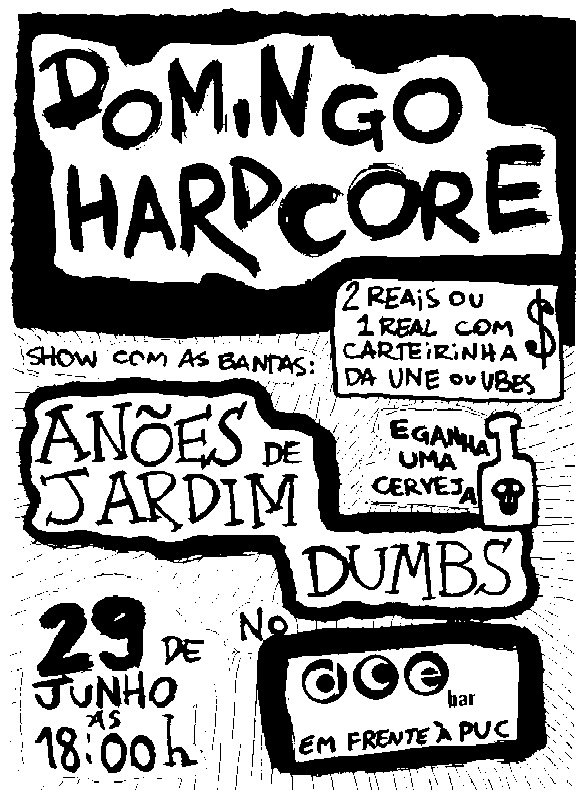 DOMINGO
HARDCORE
2 REAIS OU
1 REAL COM
CARTEIRINHA
DA UNE OU UBES
$
SHOW COM AS BANDAS:
ANÕES DE
JARDIM
E GANHA
UMA
CERVEJA
DUMBS
29 DE
JUNHO
ÀS
18:00h
NO
dce
bar
EM FRENTE À PUC